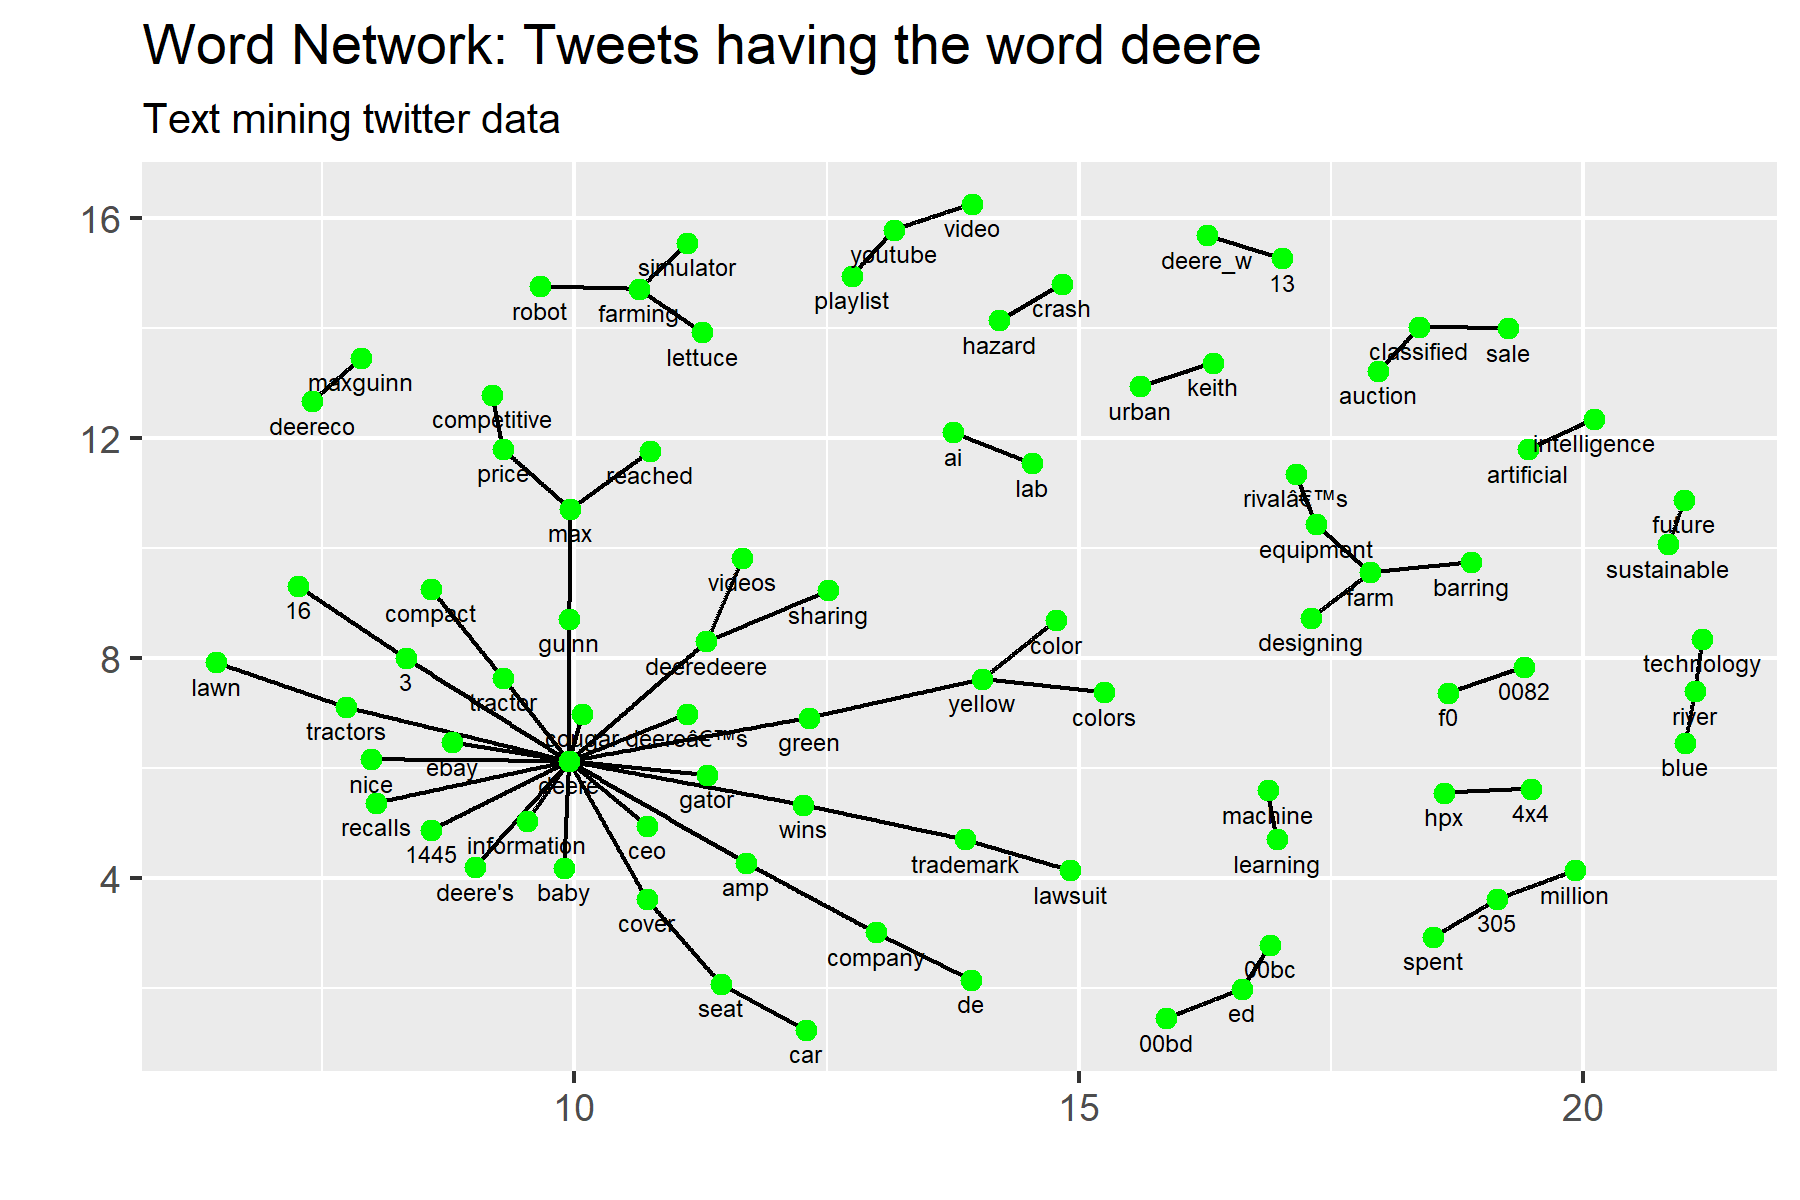 Word Network: Tweets having the word deere
Text mining twitter data
16
12
8
4
10
15
20
video
youtube
playlist
simulator
robot
farming
lettuce
deere_w
13
crash
hazard
classified
sale
auction
maxguinn
deereco
keith
urban
competitive
price
reached
max
ai
lab
intelligence
artificial
rivalâ€™s
equipment
farm
barring
designing
future
sustainable
videos
sharing
deeredeere
16
compact
guinn
3
tractor
lawn
tractors
color
yellow
colors
green
0082
f0
technology
river
blue
cougar
deereâ€™s
ebay
nice
deere
gator
recalls
wins
1445
information
ceo
deere's
baby
amp
trademark
lawsuit
cover
company
de
seat
car
machine
learning
hpx
4x4
million
305
spent
00bc
ed
00bd